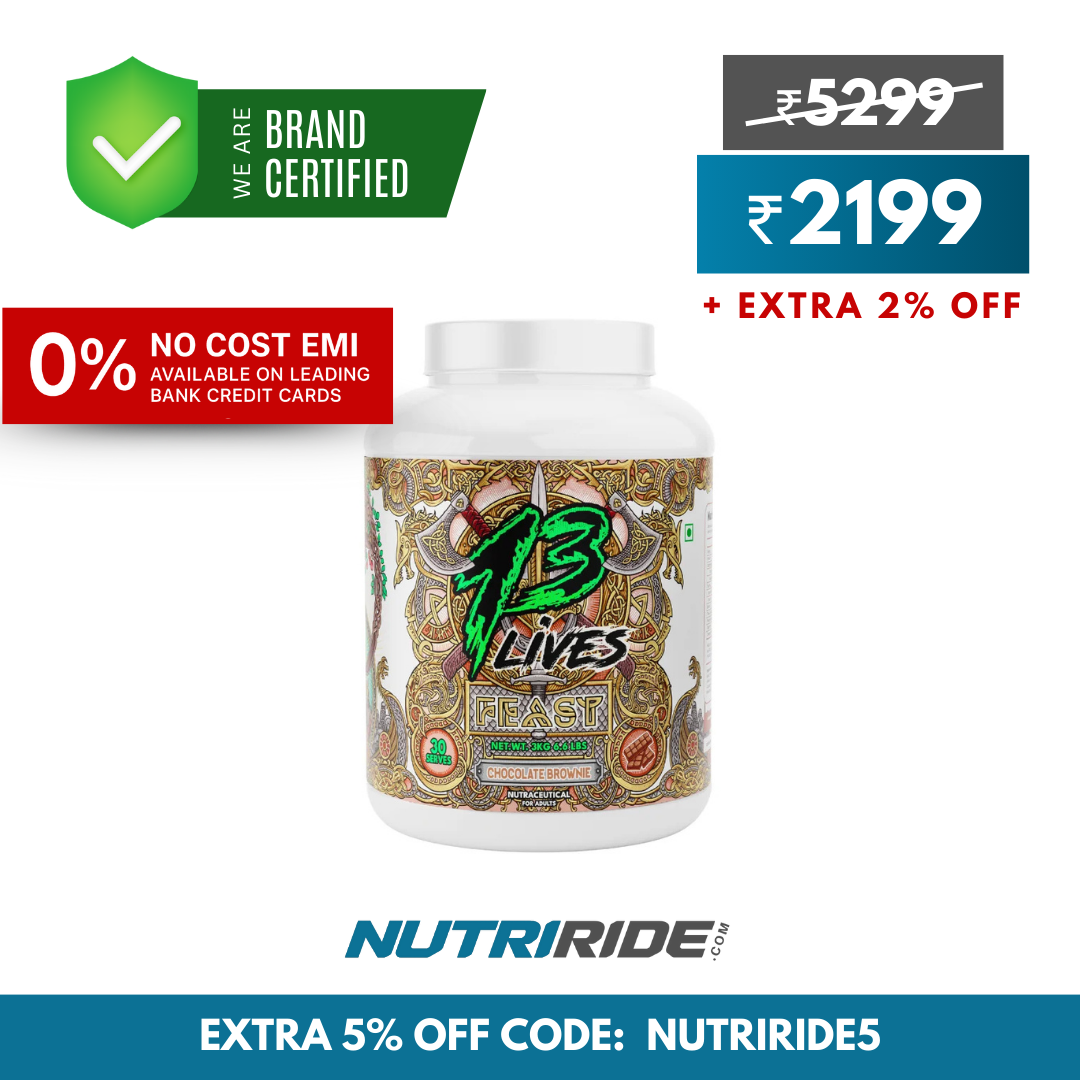 WE ARE
BRAND
CERTIFIED
₹5299
₹2199
+ EXTRA 2% OFF
0%
NO COST EMI
AVAILABLE ON LEADING
BANK CREDIT CARDS
13
LIVES
FEAST
30
SERVES
NET.WT. 3KG 6.6 LBS
CHOCOLATE BROWNIE
NUTRACEUTICAL
FOR ADULTS
NUTRIRIDE.COM
EXTRA 5% OFF CODE: NUTRIRIDE5